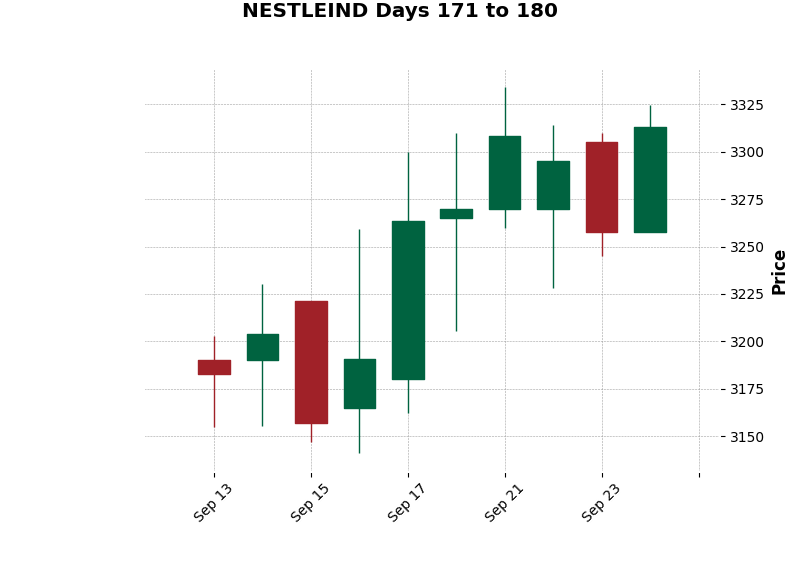 NESTLEIND Days 171 to 180
3325
3300
3275
3250
3225
3200
3175
3150
Price
Sep 13
Sep 15
Sep 17
Sep 21
Sep 23